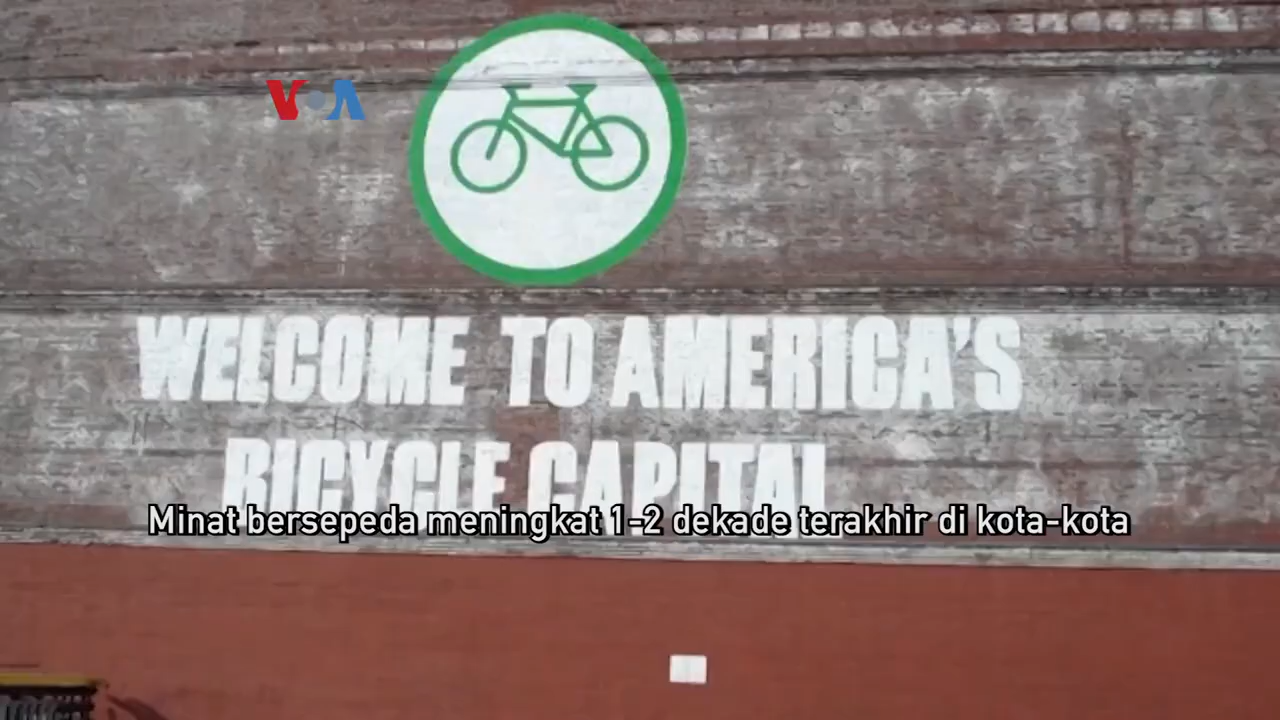 VOA
WELCOME TO AMERICA'S
BICYCLE CAPITAL
Minat bersepeda meningkat 1-2 dekade terakhir di kota-kota